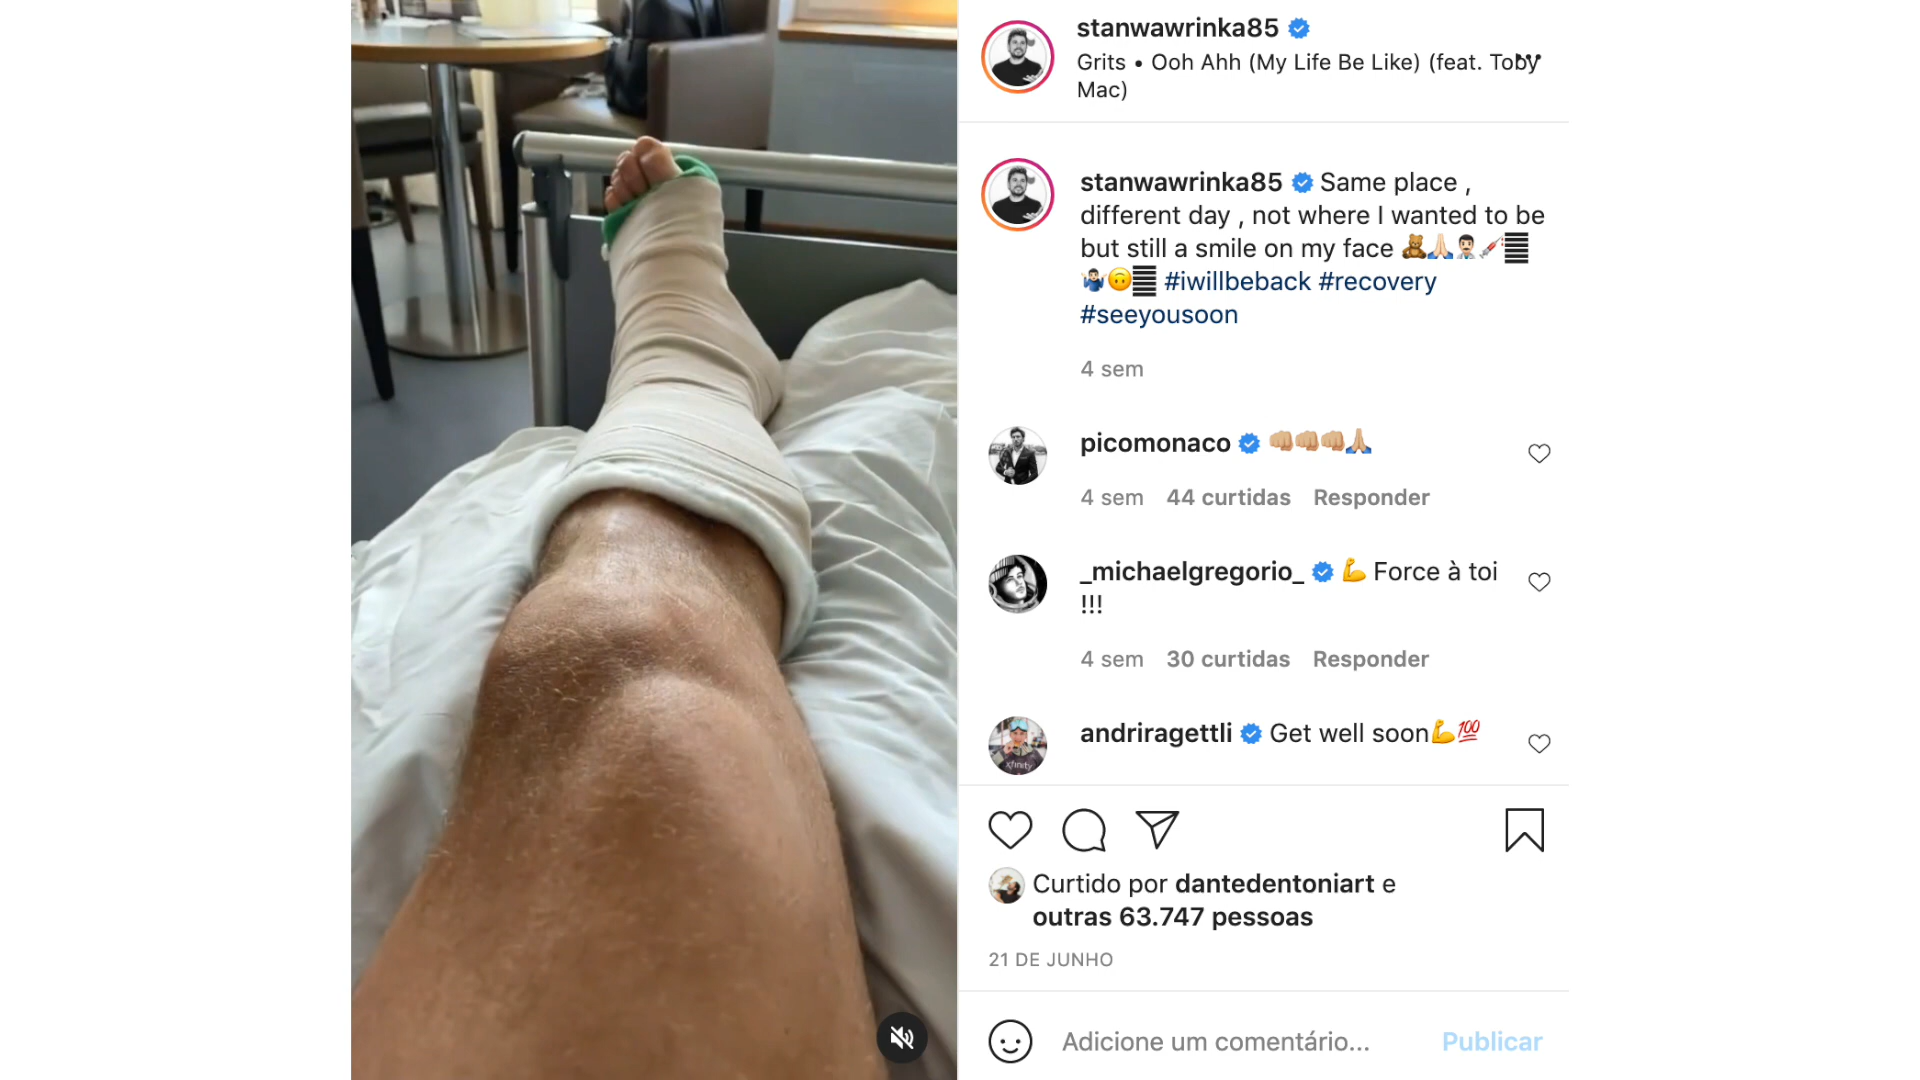 stanwawrinka85
Grits • Ooh Ahh (My Life Be Like) (feat. Toby
Mac)
stanwawrinka85 Same place ,
different day , not where I wanted to be
but still a smile on my face 🧸🙏🏻👨🏻‍⚕️💉
🤷🏻‍♂️🙃 #iwillbeback #recovery
#seeyousoon
4 sem
picomonaco 👊🏼👊🏼👊🏼🙏🏼
4 sem 44 curtidas Responder
_michaelgregorio_ 💪 Force à toi
!!!
4 sem 30 curtidas Responder
andriragettli Get well soon💪💯
xfinity
Curtido por dantedentoniart e
outras 63.747 pessoas
21 DE JUNHO
Adicione um comentário... Publicar